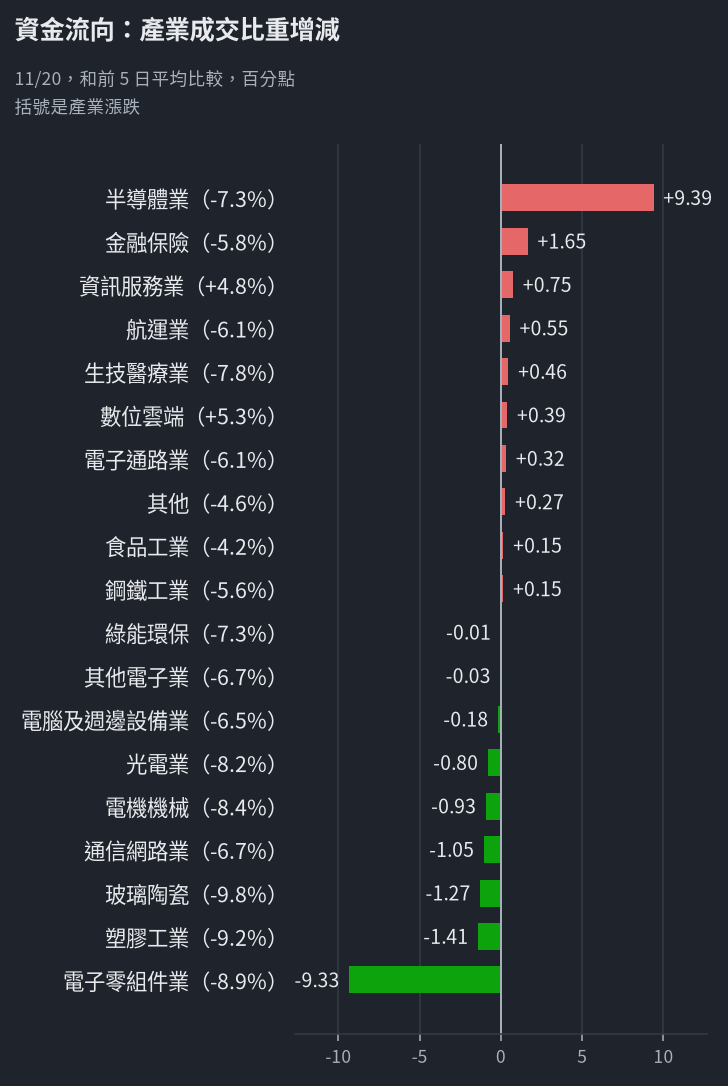 資金流向：產業成交比重增減
11/20，和前 5 日平均比較，百分點
括號是產業漲跌
半導體業（-7.3%） +9.39
金融保險（-5.8%） +1.65
資訊服務業（+4.8%） +0.75
航運業（-6.1%） +0.55
生技醫療業（-7.8%） +0.46
數位雲端（+5.3%） +0.39
電子通路業（-6.1%） +0.32
其他（-4.6%） +0.27
食品工業（-4.2%） +0.15
鋼鐵工業（-5.6%） +0.15
綠能環保（-7.3%） -0.01
其他電子業（-6.7%） -0.03
電腦及週邊設備業（-6.5%） -0.18
光電業（-8.2%） -0.80
電機機械（-8.4%） -0.93
通信網路業（-6.7%） -1.05
玻璃陶瓷（-9.8%） -1.27
塑膠工業（-9.2%） -1.41
電子零組件業（-8.9%） -9.33
-10 -5 0 5 10